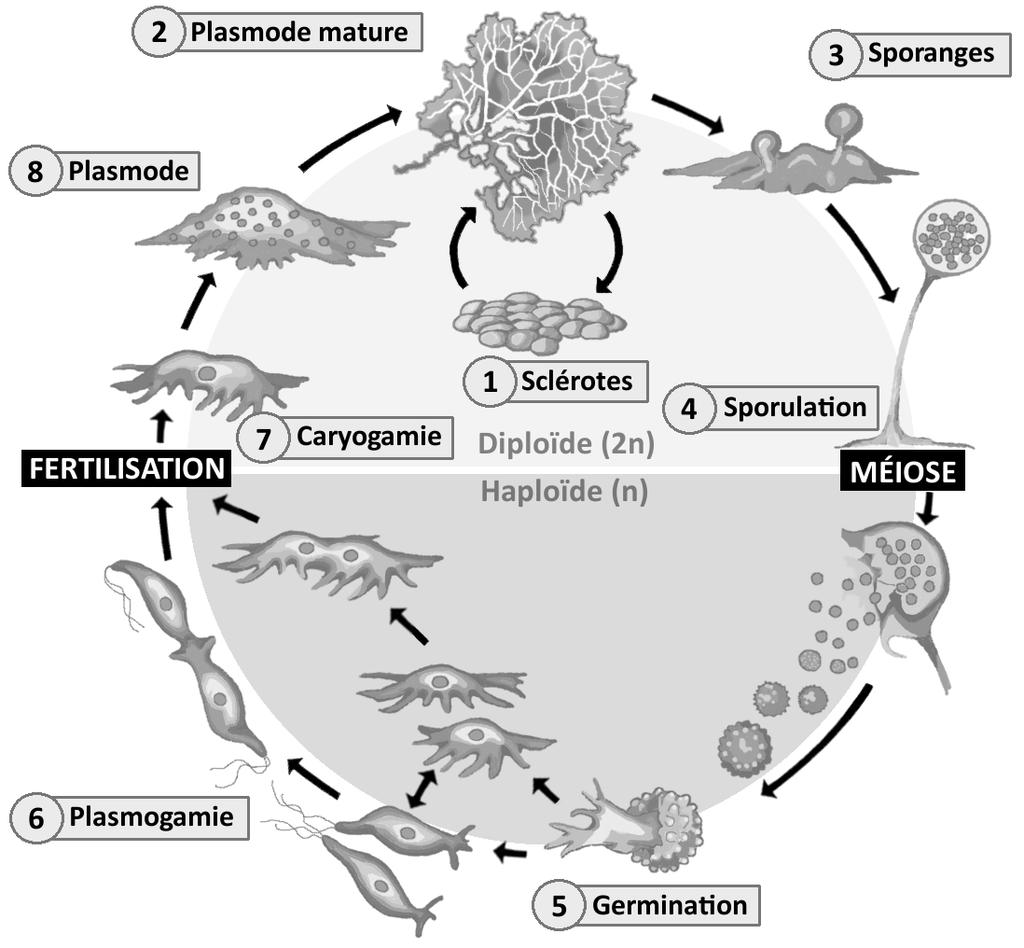 2 Plasmode mature
3 Sporanges
8 Plasmode
1 Sclérotes
4 Sporulation
7 Caryogamie
Diploïde (2n)
FERTILISATION
MÉIOSE
Haploïde (n)
6 Plasmogamie
5 Germination